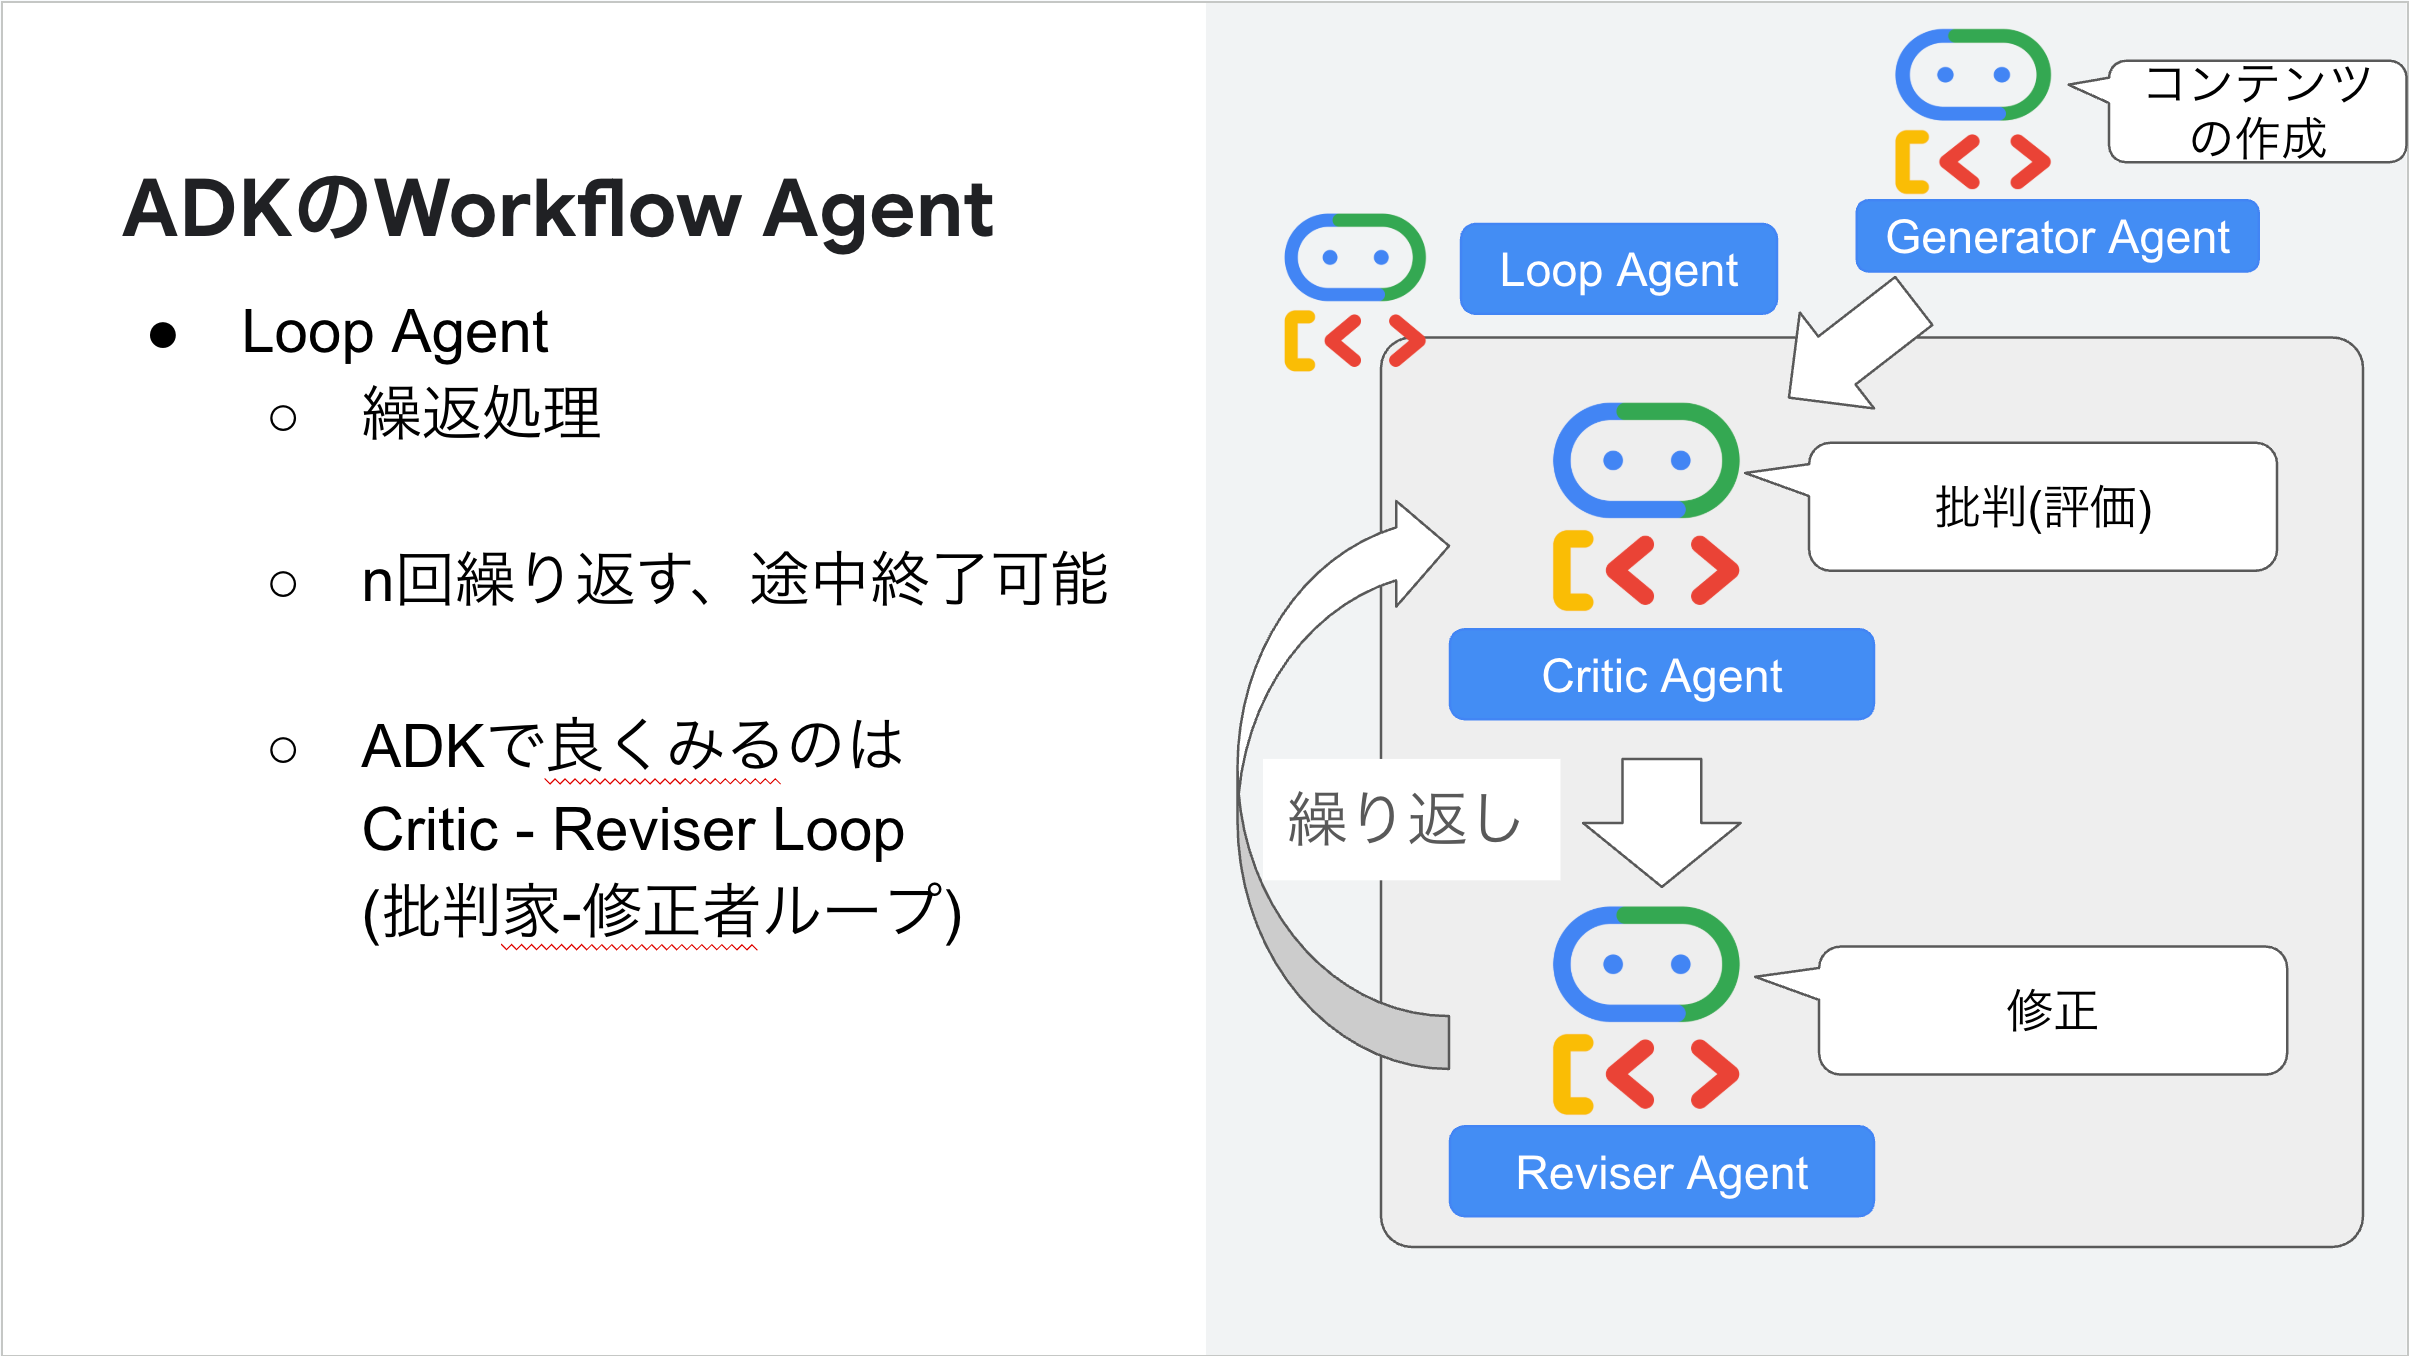 ADKのWorkflow Agent
● Loop Agent
○ 繰返処理
○ n回繰り返す、途中終了可能
○ ADKで良くみるのは
Critic - Reviser Loop
(批判家-修正者ループ)
コンテンツ
の作成
Generator Agent
Loop Agent
批判(評価)
Critic Agent
繰り返し
修正
Reviser Agent